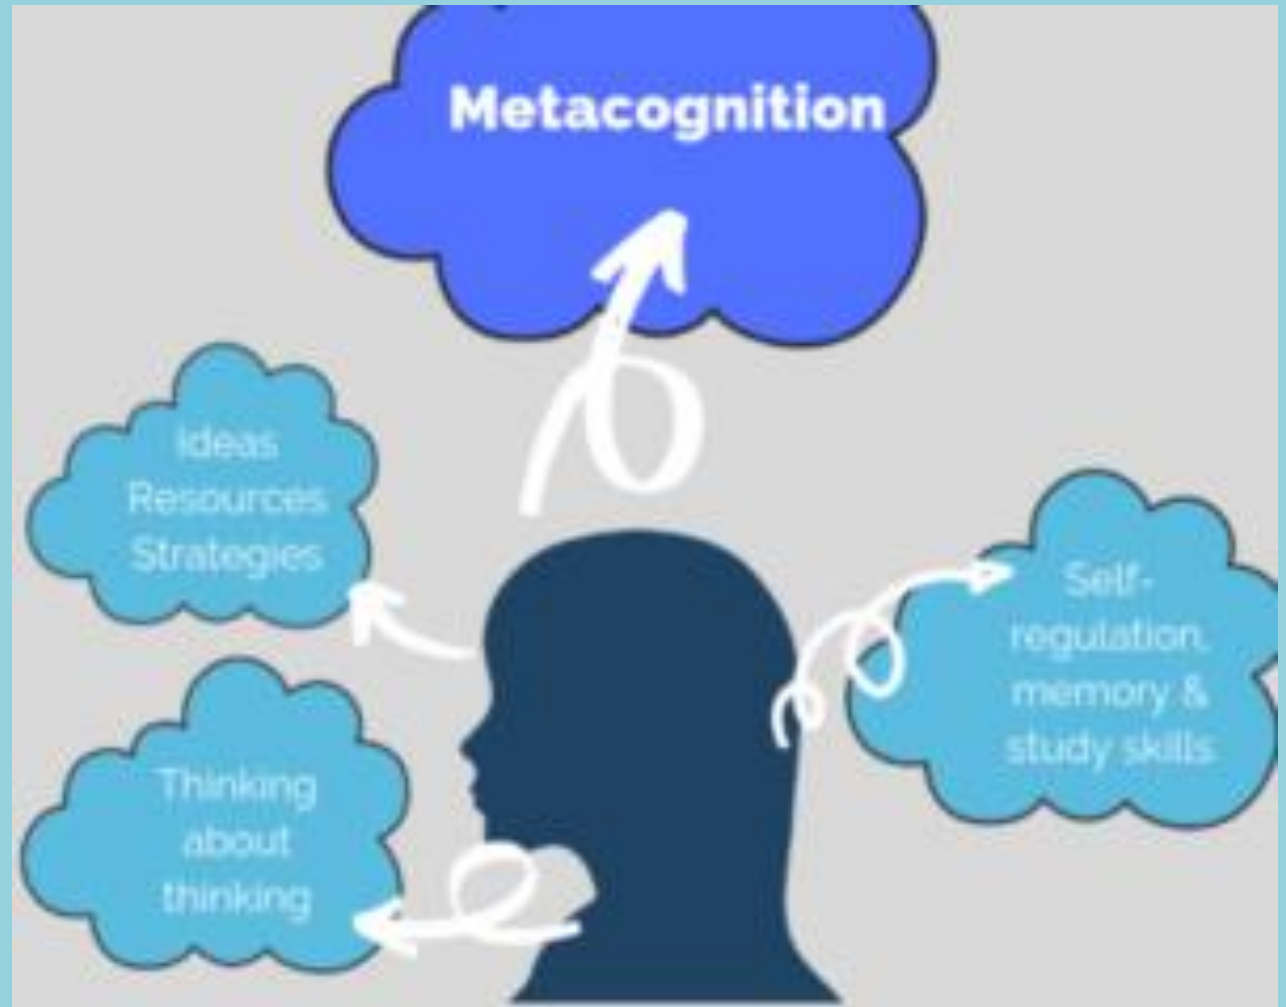 Metacognition
Ideas
Resources
Strategies
Self-
regulation,
memory &
study skills
Thinking
about
thinking